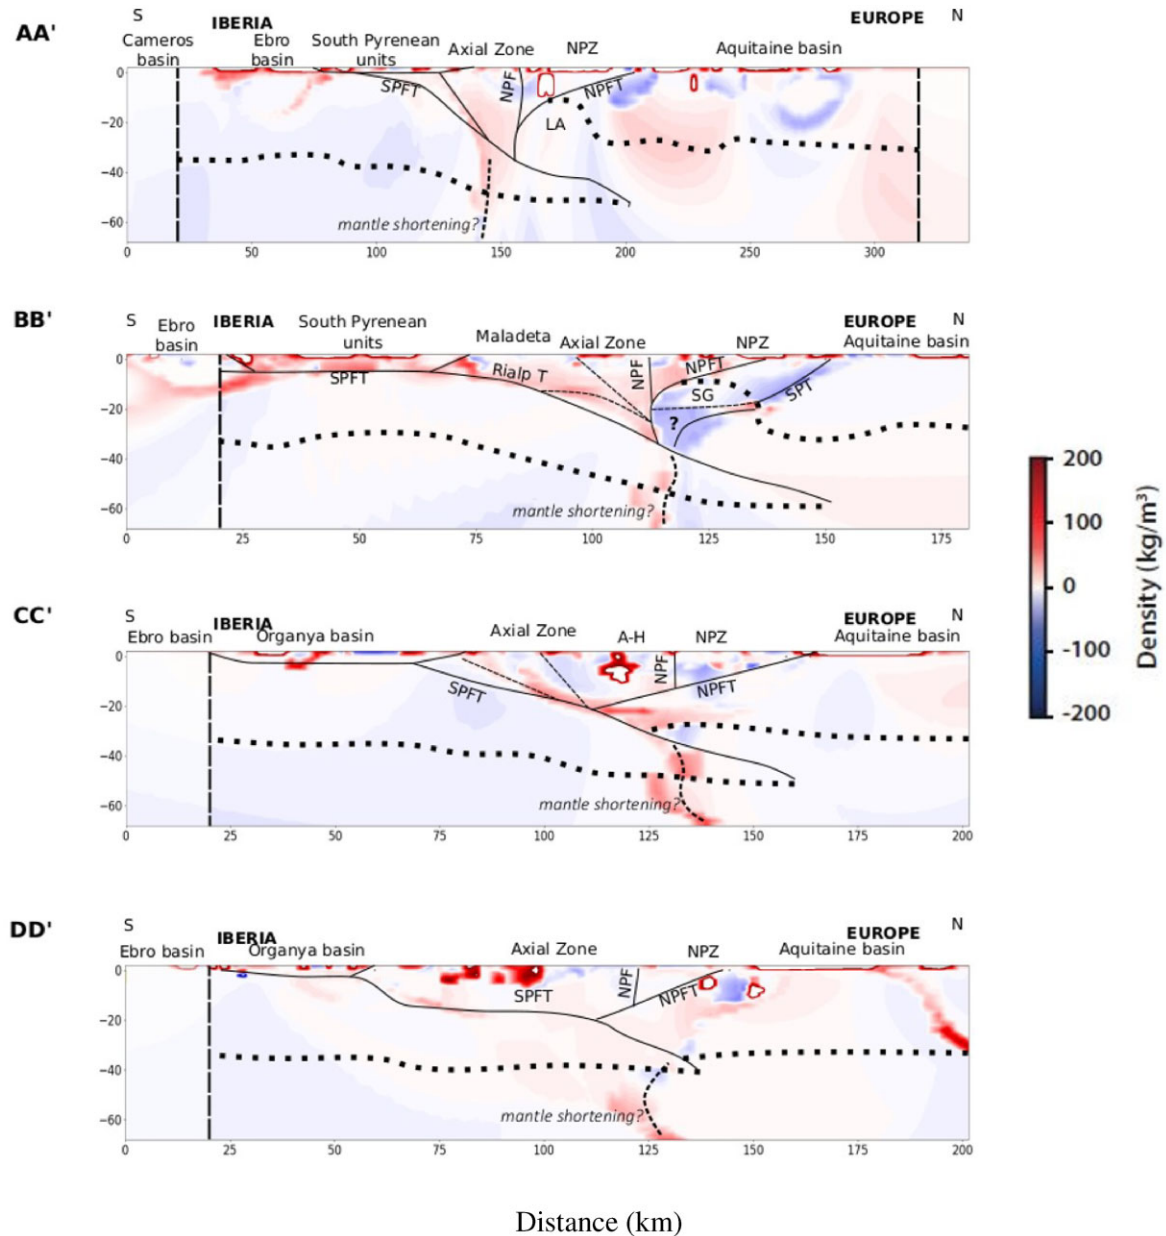 AA'
S IBERIA EUROPE N
Cameros basin Ebro basin South Pyrenean units Axial Zone NPZ Aquitaine basin
0
−20
−40
−60
SPFT NPF NPFT
LA
mantle shortening?
0 50 100 150 200 250 300
BB'
S IBERIA EUROPE N
Ebro basin South Pyrenean units Maladeta Axial Zone NPZ Aquitaine basin
0
−20
−40
−60
SPFT Rialp T NPF NPFT
SG SPT
?
mantle shortening?
0 25 50 75 100 125 150 175
200
100
0
-100
-200
Density (kg/m³)
CC'
S IBERIA EUROPE N
Ebro basin Organya basin Axial Zone A-H NPZ Aquitaine basin
0
−20
−40
−60
SPFT NPF NPFT
mantle shortening?
0 25 50 75 100 125 150 175 200
DD'
S IBERIA EUROPE N
Ebro basin Organya basin Axial Zone NPZ Aquitaine basin
0
−20
−40
−60
SPFT NPF NPFT
mantle shortening?
0 25 50 75 100 125 150 175 200
Distance (km)